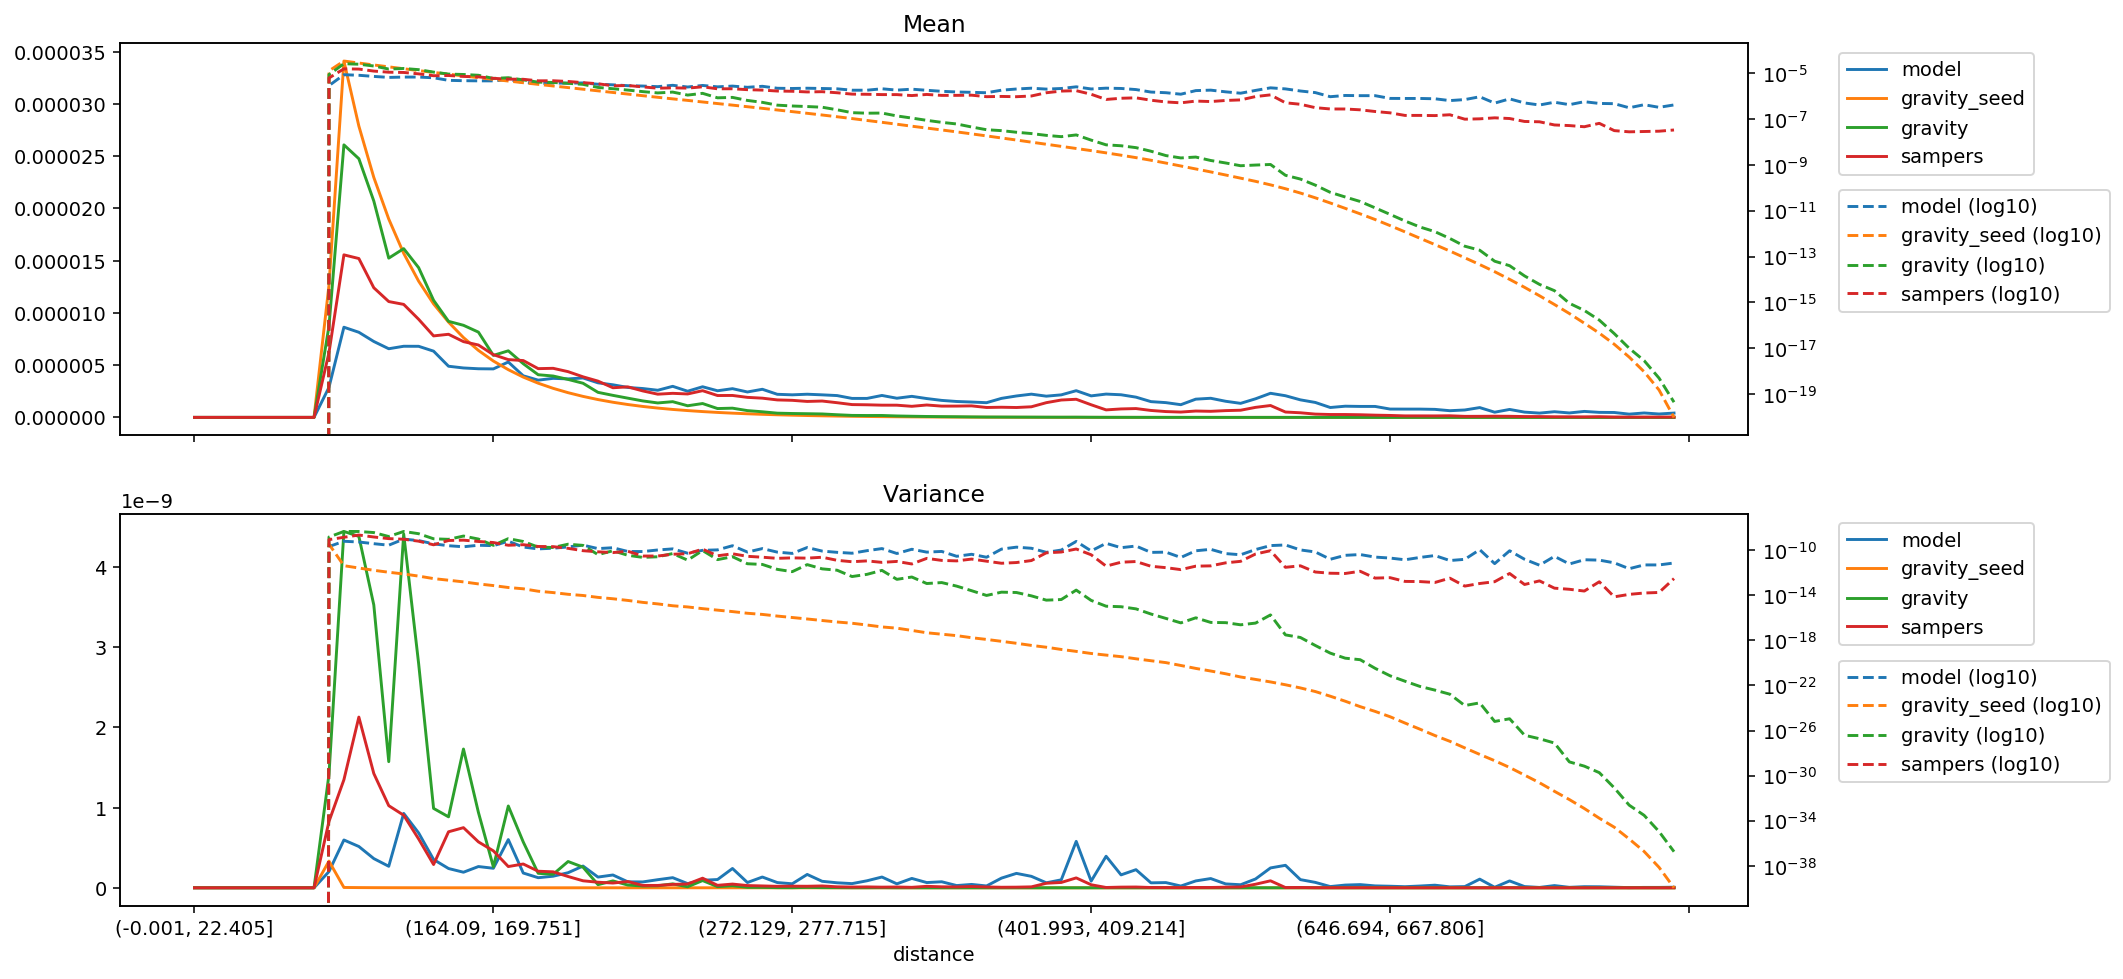 Mean
0.000035
0.000030
0.000025
0.000020
0.000015
0.000010
0.000005
0.000000
10⁻⁵
10⁻⁷
10⁻⁹
10⁻¹¹
10⁻¹³
10⁻¹⁵
10⁻¹⁷
10⁻¹⁹
model
gravity_seed
gravity
sampers
model (log10)
gravity_seed (log10)
gravity (log10)
sampers (log10)
Variance
1e−9
4
3
2
1
0
10⁻¹⁰
10⁻¹⁴
10⁻¹⁸
10⁻²²
10⁻²⁶
10⁻³⁰
10⁻³⁴
10⁻³⁸
model
gravity_seed
gravity
sampers
model (log10)
gravity_seed (log10)
gravity (log10)
sampers (log10)
(-0.001, 22.405] (164.09, 169.751] (272.129, 277.715] (401.993, 409.214] (646.694, 667.806]
distance